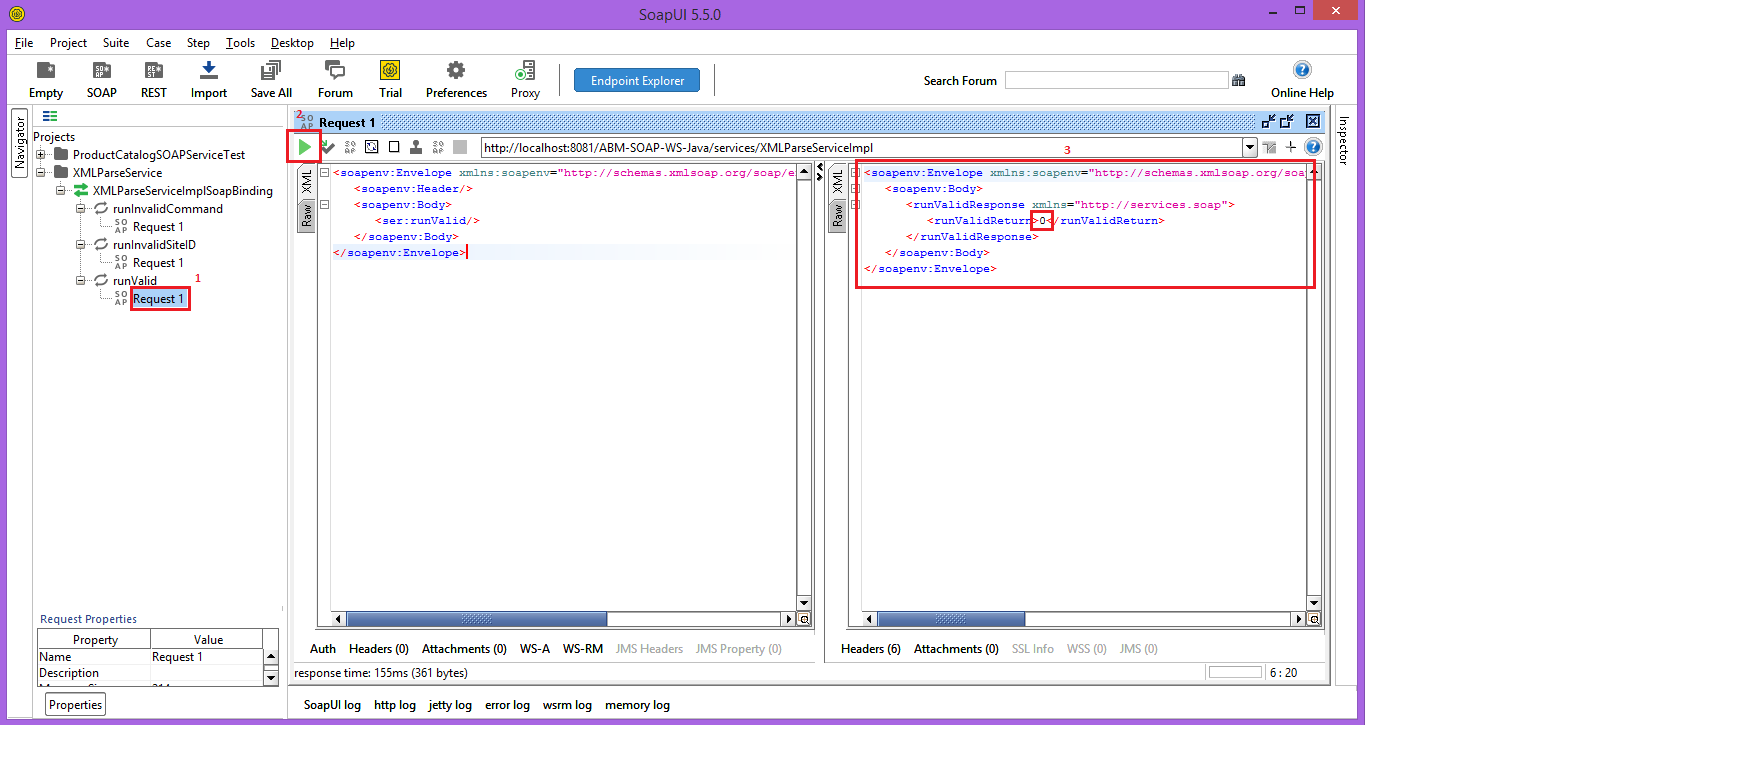 SoapUI 5.5.0
File Project Suite Case Step Tools Desktop Help
Empty SOAP REST Import Save All Forum Trial Preferences Proxy
Endpoint Explorer
Search Forum
Online Help
Navigator
Projects
ProductCatalogSOAPServiceTest
XMLParseService
XMLParseServiceImplSoapBinding
runInvalidCommand
SO AP Request 1
runInvalidSiteID
SO AP Request 1
runValid 1
SO AP Request 1
Request Properties
Property Value
Name Request 1
Description
Properties
2
SO AP Request 1
http://localhost:8081/ABM-SOAP-WS-Java/services/XMLParseServiceImpl
XML
Raw
<soapenv:Envelope xmlns:soapenv="http://schemas.xmlsoap.org/soap/e
<soapenv:Header/>
<soapenv:Body>
<ser:runValid/>
</soapenv:Body>
</soapenv:Envelope>
3
XML
Raw
<soapenv:Envelope xmlns:soapenv="http://schemas.xmlsoap.org/soa
<soapenv:Body>
<runValidResponse xmlns="http://services.soap">
<runValidReturn>0</runValidReturn>
</runValidResponse>
</soapenv:Body>
</soapenv:Envelope>
Inspector
Auth Headers (0) Attachments (0) WS-A WS-RM JMS Headers JMS Property (0)
Headers (6) Attachments (0) SSL Info WSS (0) JMS (0)
response time: 155ms (361 bytes)
6 : 20
SoapUI log http log jetty log error log wsrm log memory log